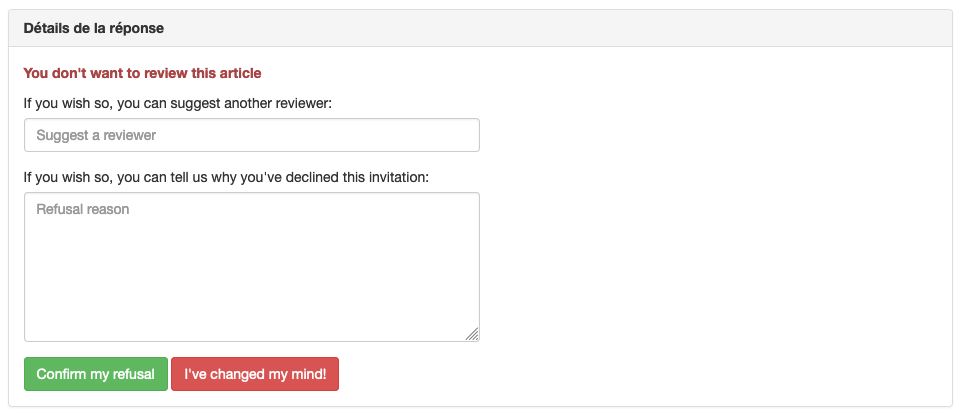 Détails de la réponse
You don't want to review this article
If you wish so, you can suggest another reviewer:
Suggest a reviewer
If you wish so, you can tell us why you've declined this invitation:
Refusal reason
Confirm my refusal I've changed my mind!